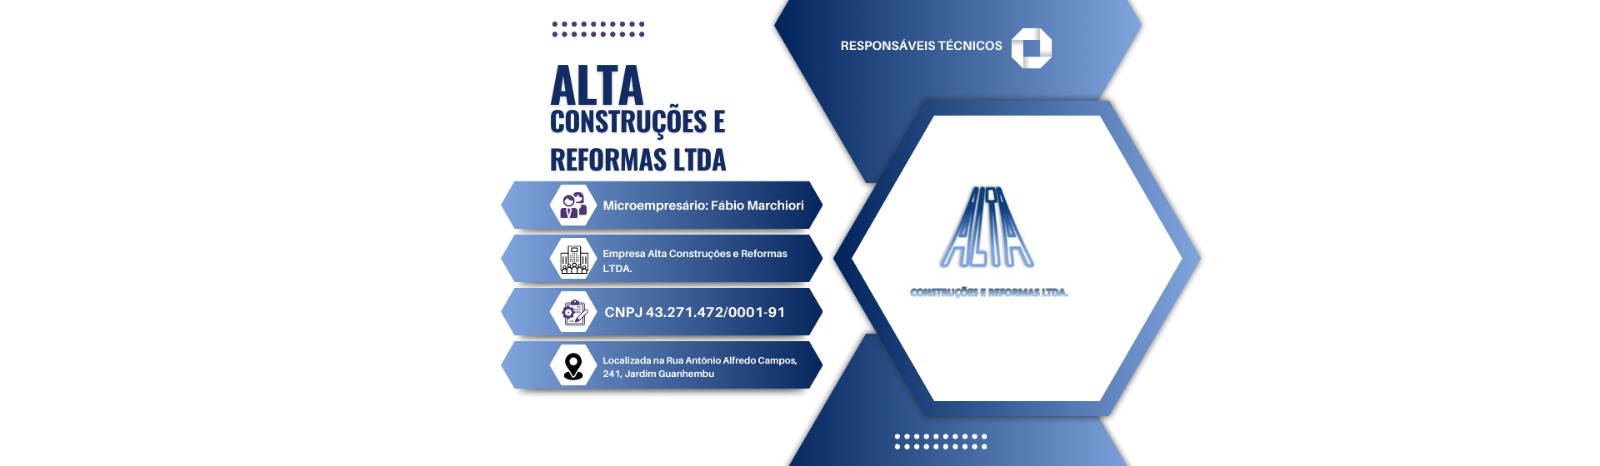 RESPONSÁVEIS TÉCNICOS
ALTA
CONSTRUÇÕES E
REFORMAS LTDA
Microempresário: Fábio Marchiori
Empresa Alta Construções e Reformas
LTDA.
CNPJ 43.271.472/0001-91
Localizada na Rua Antônio Alfredo Campos,
241, Jardim Guanhembu
ALTA
CONSTRUÇÕES E REFORMAS LTDA.